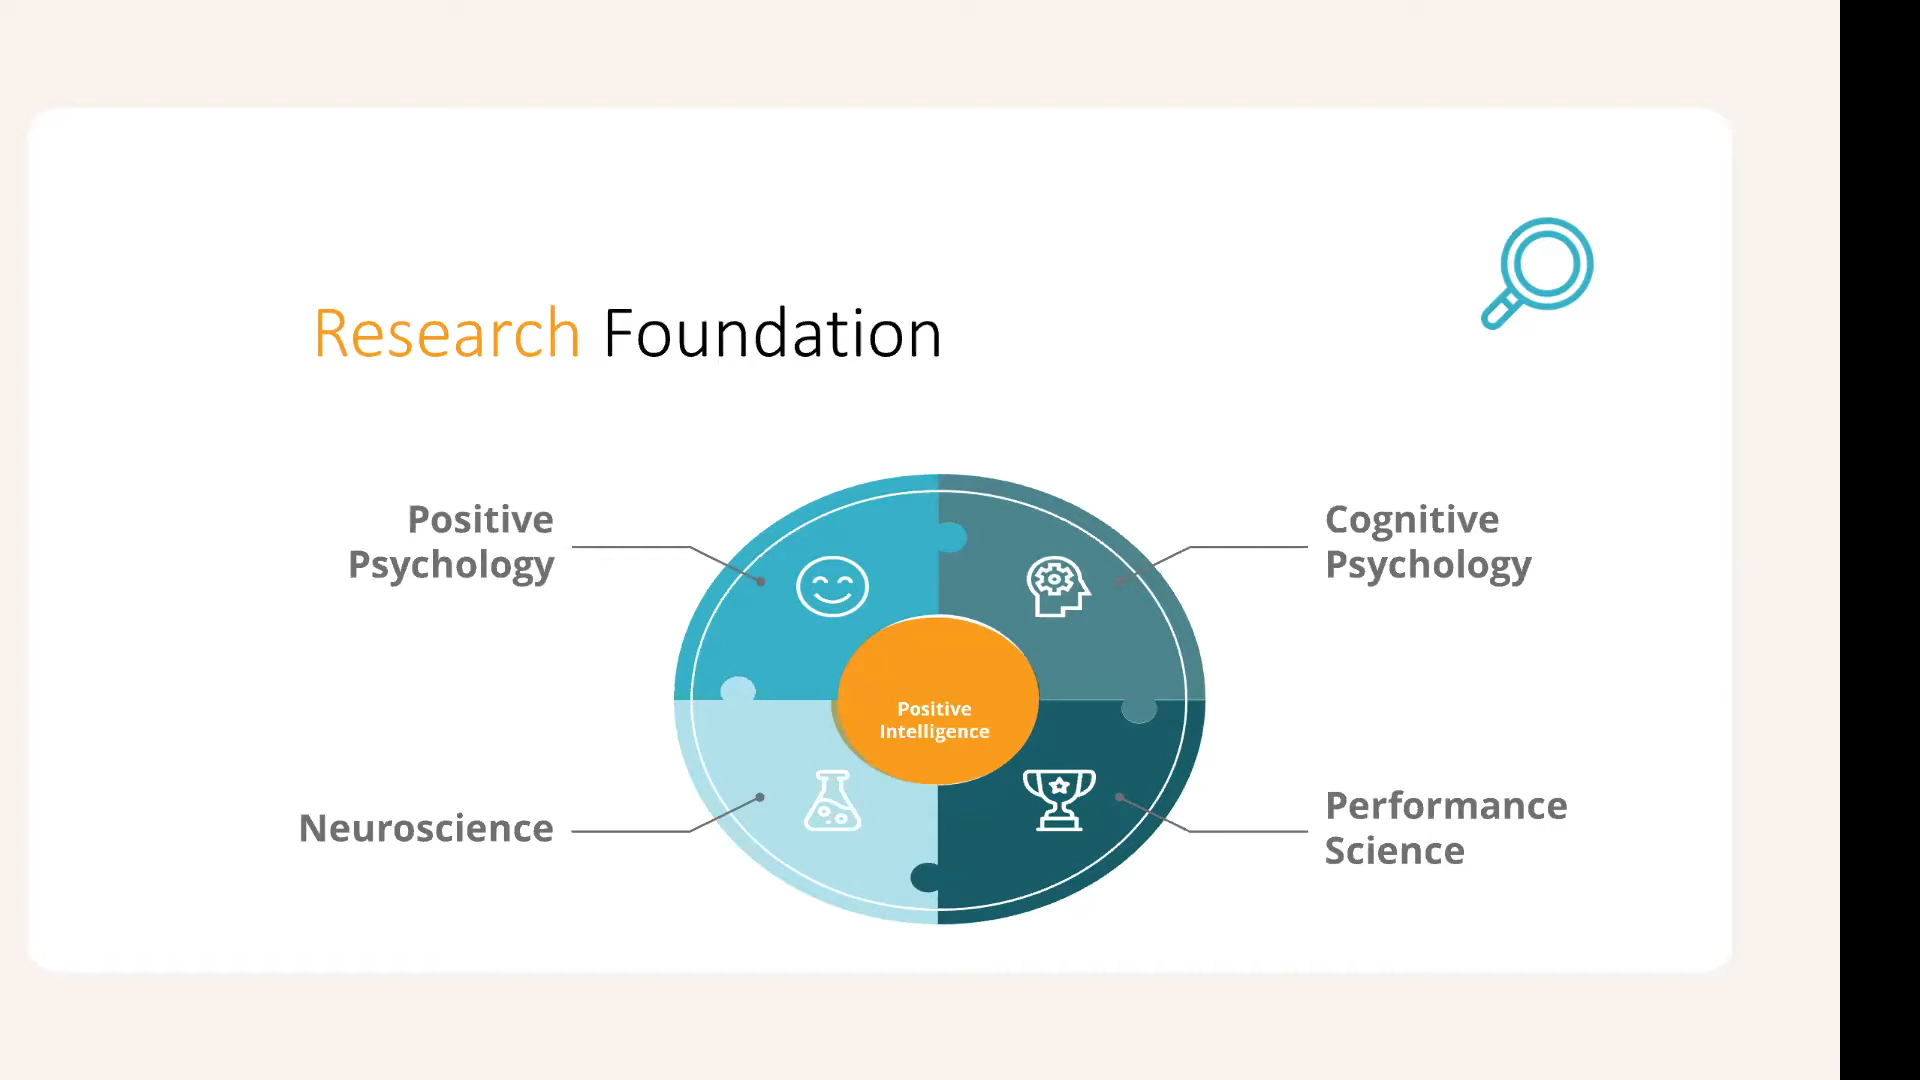 Research Foundation
Positive
Psychology
Cognitive
Psychology
Positive
Intelligence
Neuroscience
Performance
Science